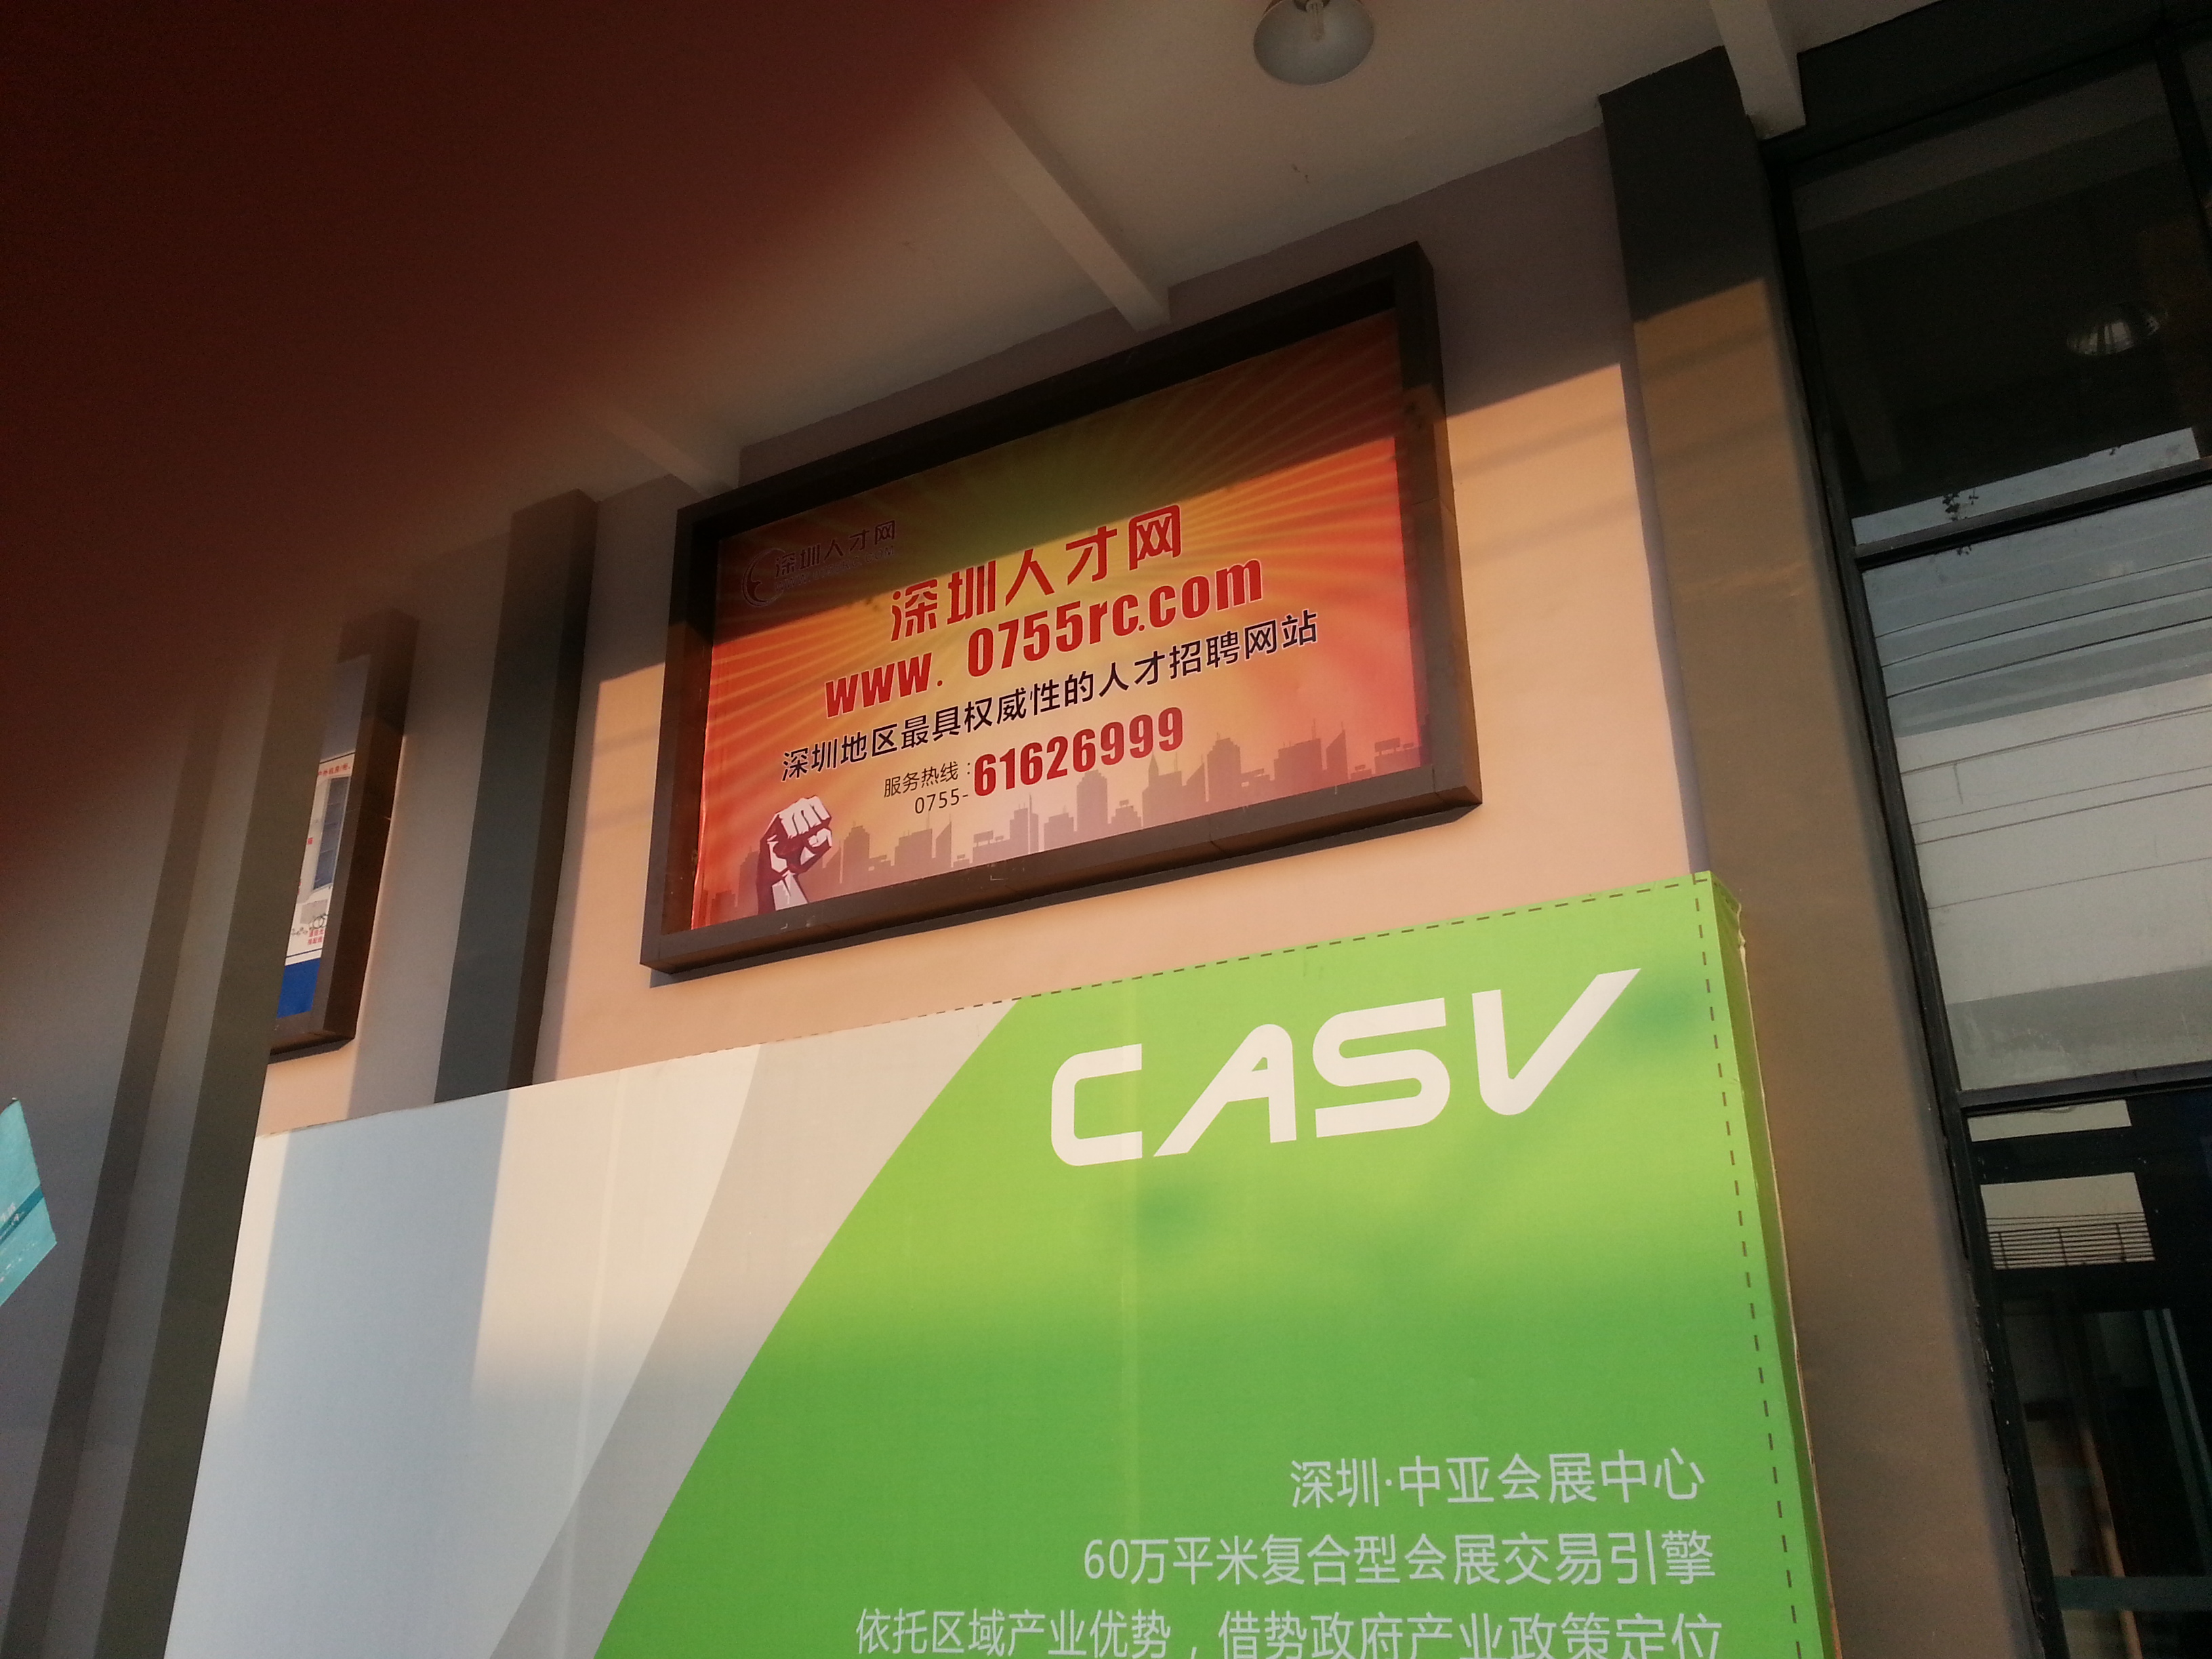 深圳人才网
深圳人才网
www. 0755rc.com
深圳地区最具权威性的人才招聘网站
服务热线：
0755-61626999
CASV
深圳·中亚会展中心
60万平米复合型会展交易引擎
依托区域产业优势，借势政府产业政策定位